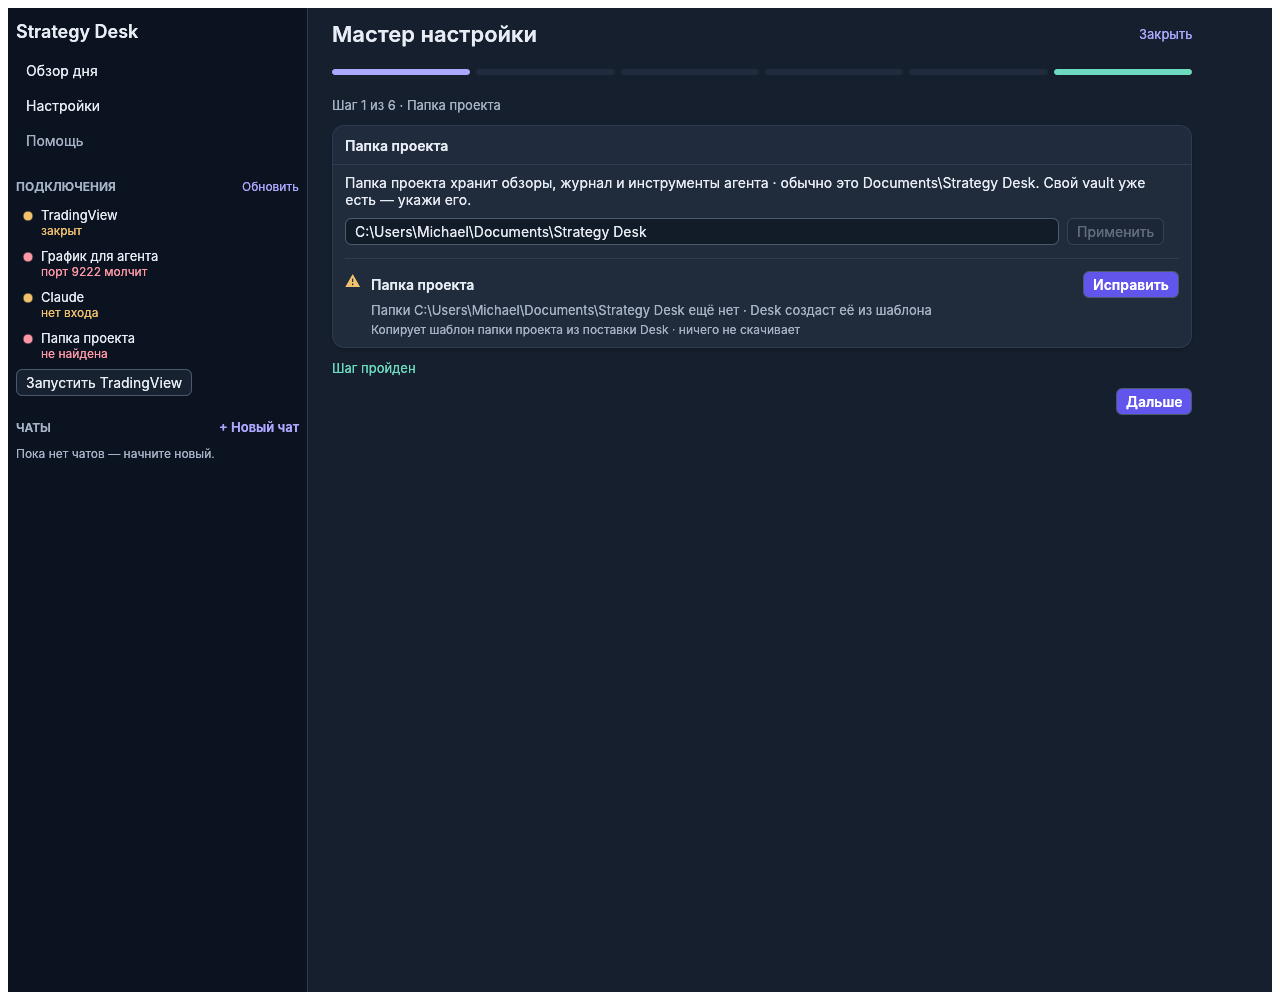 Strategy Desk
Обзор дня
Настройки
Помощь
ПОДКЛЮЧЕНИЯ
Обновить
TradingView
закрыт
График для агента
порт 9222 молчит
Claude
нет входа
Папка проекта
не найдена
Запустить TradingView
ЧАТЫ
+ Новый чат
Пока нет чатов — начните новый.
Мастер настройки
Закрыть
Шаг 1 из 6 · Папка проекта
Папка проекта
Папка проекта хранит обзоры, журнал и инструменты агента · обычно это Documents\Strategy Desk. Свой vault уже
есть — укажи его.
C:\Users\Michael\Documents\Strategy Desk
Применить
Папка проекта
Исправить
Папки C:\Users\Michael\Documents\Strategy Desk ещё нет · Desk создаст её из шаблона
Копирует шаблон папки проекта из поставки Desk · ничего не скачивает
Шаг пройден
Дальше